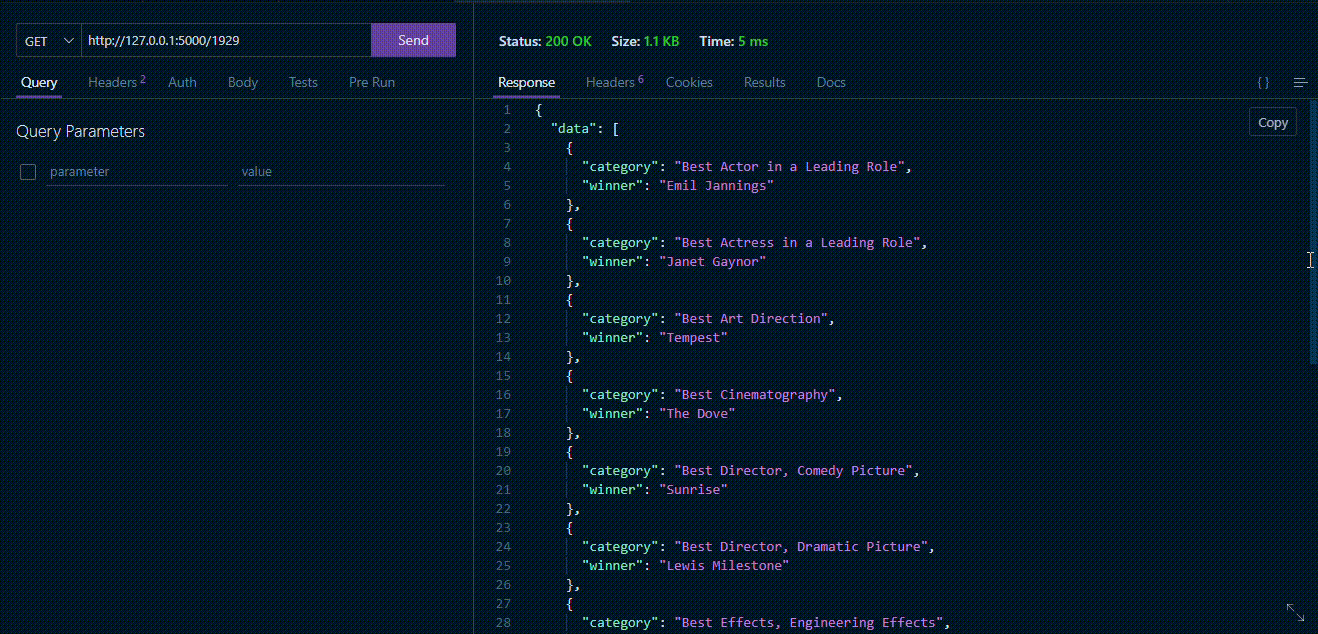 GET http://127.0.0.1:5000/1929 Send
Query Headers 2 Auth Body Tests Pre Run
Query Parameters
parameter value
Status: 200 OK Size: 1.1 KB Time: 5 ms
Response Headers 6 Cookies Results Docs { }
Copy
1 {
2 "data": [
3 {
4 "category": "Best Actor in a Leading Role",
5 "winner": "Emil Jannings"
6 },
7 {
8 "category": "Best Actress in a Leading Role",
9 "winner": "Janet Gaynor"
10 },
11 {
12 "category": "Best Art Direction",
13 "winner": "Tempest"
14 },
15 {
16 "category": "Best Cinematography",
17 "winner": "The Dove"
18 },
19 {
20 "category": "Best Director, Comedy Picture",
21 "winner": "Sunrise"
22 },
23 {
24 "category": "Best Director, Dramatic Picture",
25 "winner": "Lewis Milestone"
26 },
27 {
28 "category": "Best Effects, Engineering Effects",